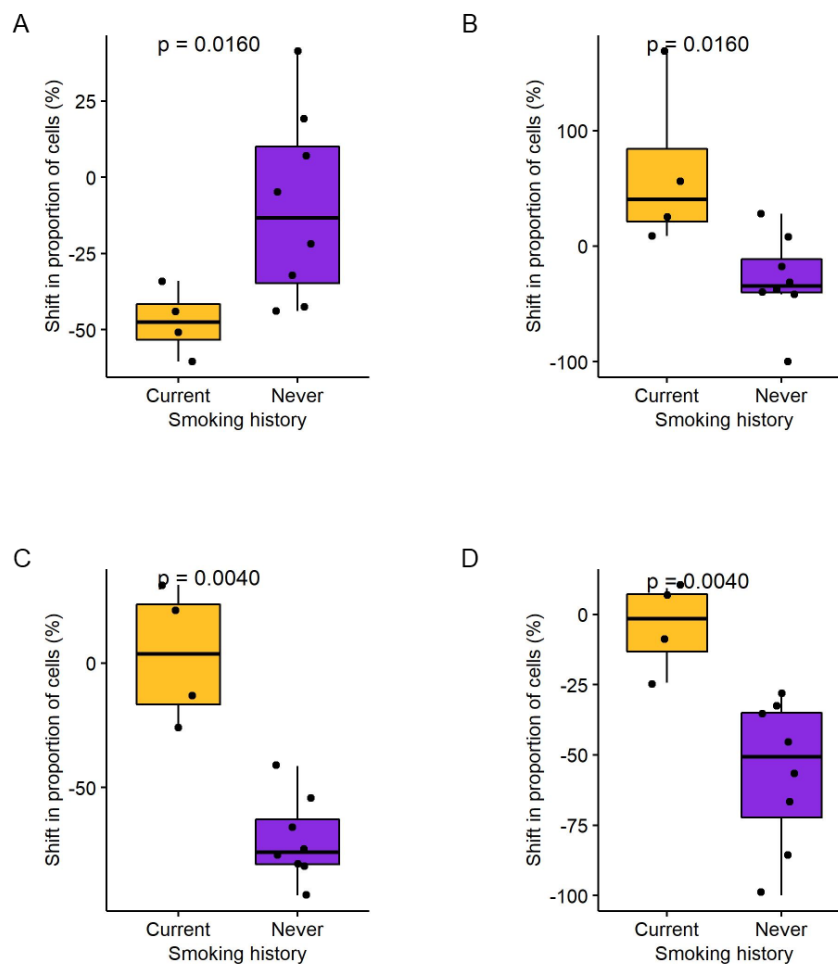 A
p = 0.0160
Shift in proportion of cells (%)
25
0
-25
-50
Current Never
Smoking history
B
p = 0.0160
Shift in proportion of cells (%)
100
0
-100
Current Never
Smoking history
C
p = 0.0040
Shift in proportion of cells (%)
0
-50
Current Never
Smoking history
D
p = 0.0040
Shift in proportion of cells (%)
0
-25
-50
-75
-100
Current Never
Smoking history